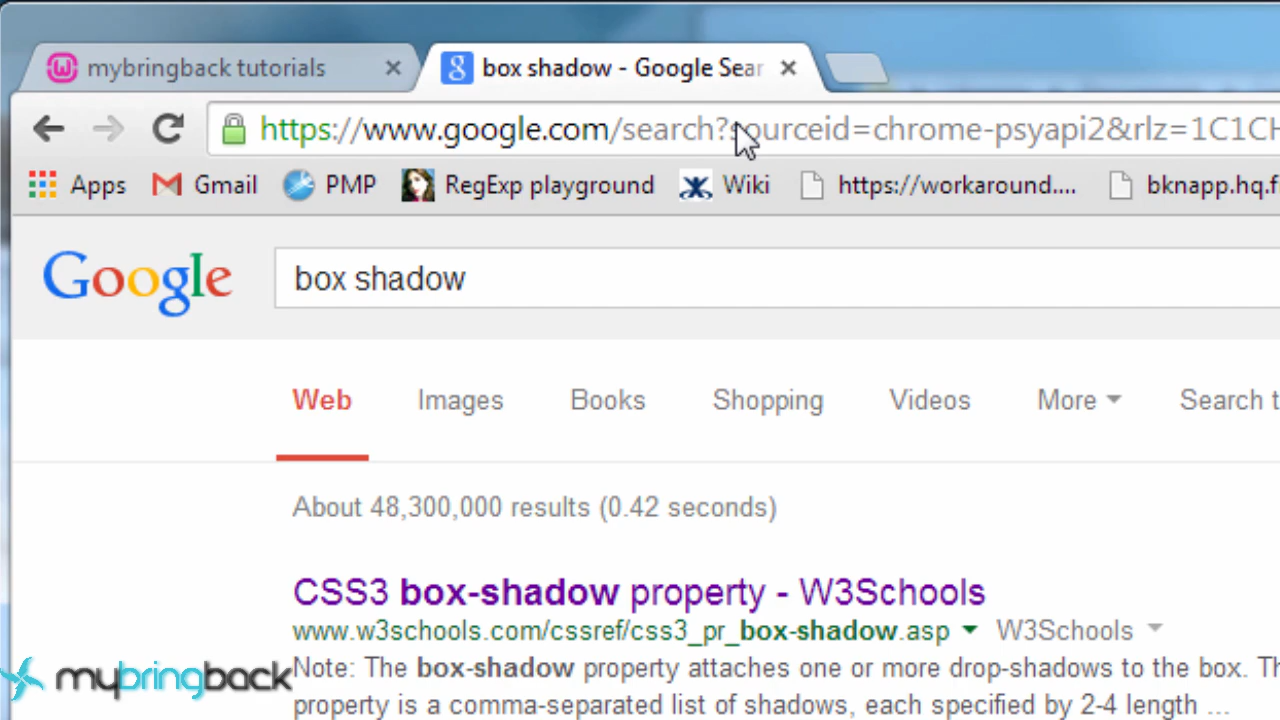 mybringback tutorials
box shadow - Google Sear
https://www.google.com/search?sourceid=chrome-psyapi2&rlz=1C1CH
Apps Gmail PMP RegExp playground Wiki https://workaround.... bknapp.hq.f
Google box shadow
Web Images Books Shopping Videos More Search t
About 48,300,000 results (0.42 seconds)
CSS3 box-shadow property - W3Schools
www.w3schools.com/cssref/css3_pr_box-shadow.asp W3Schools
Note: The box-shadow property attaches one or more drop-shadows to the box. Th
property is a comma-separated list of shadows, each specified by 2-4 length ...
mybringback